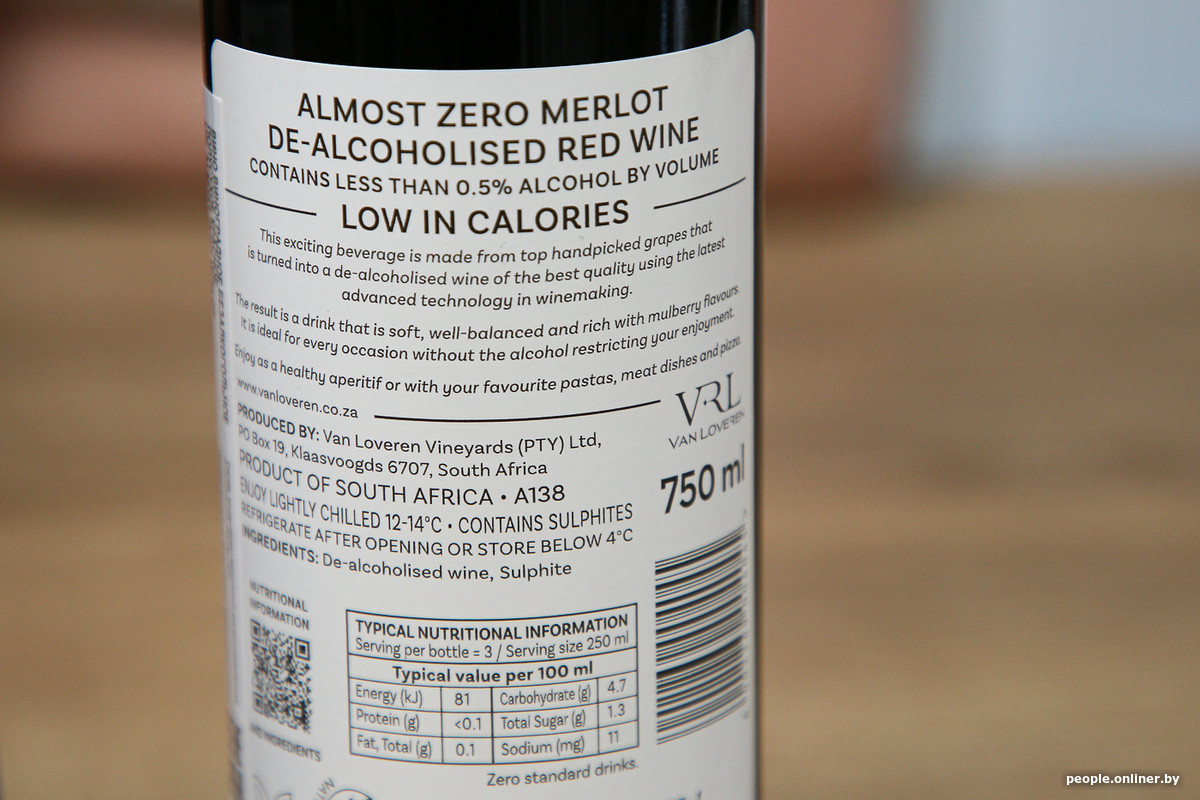 ALMOST ZERO MERLOT
DE-ALCOHOLISED RED WINE
CONTAINS LESS THAN 0.5% ALCOHOL BY VOLUME
LOW IN CALORIES
This exciting beverage is made from top handpicked grapes that
is turned into a de-alcoholised wine of the best quality using the latest
advanced technology in winemaking.
The result is a drink that is soft, well-balanced and rich with mulberry flavours.
It is ideal for every occasion without the alcohol restricting your enjoyment.
Enjoy as a healthy aperitif or with your favourite pastas, meat dishes and pizza.
www.vanloveren.co.za
VRL
VAN LOVEREN
PRODUCED BY: Van Loveren Vineyards (PTY) Ltd,
PO Box 19, Klaasvoogds 6707, South Africa
PRODUCT OF SOUTH AFRICA • A138
750 ml
ENJOY LIGHTLY CHILLED 12-14°C • CONTAINS SULPHITES
REFRIGERATE AFTER OPENING OR STORE BELOW 4°C
INGREDIENTS: De-alcoholised wine, Sulphite
NUTRITIONAL
INFORMATION
AND INGREDIENTS
TYPICAL NUTRITIONAL INFORMATION
Serving per bottle = 3 / Serving size 250 ml
Typical value per 100 ml
Energy (kJ) 81 Carbohydrate (g) 4.7
Protein (g) <0.1 Total Sugar (g) 1.3
Fat, Total (g) 0.1 Sodium (mg) 11
Zero standard drinks.
people.onliner.by